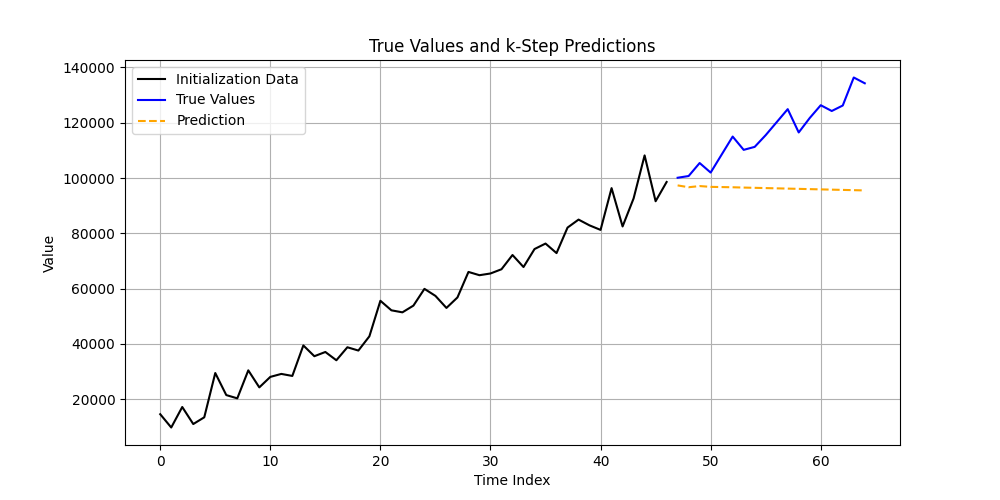 True Values and k-Step Predictions
140000
120000
100000
80000
60000
40000
20000
Value
Initialization Data
True Values
Prediction
0 10 20 30 40 50 60
Time Index